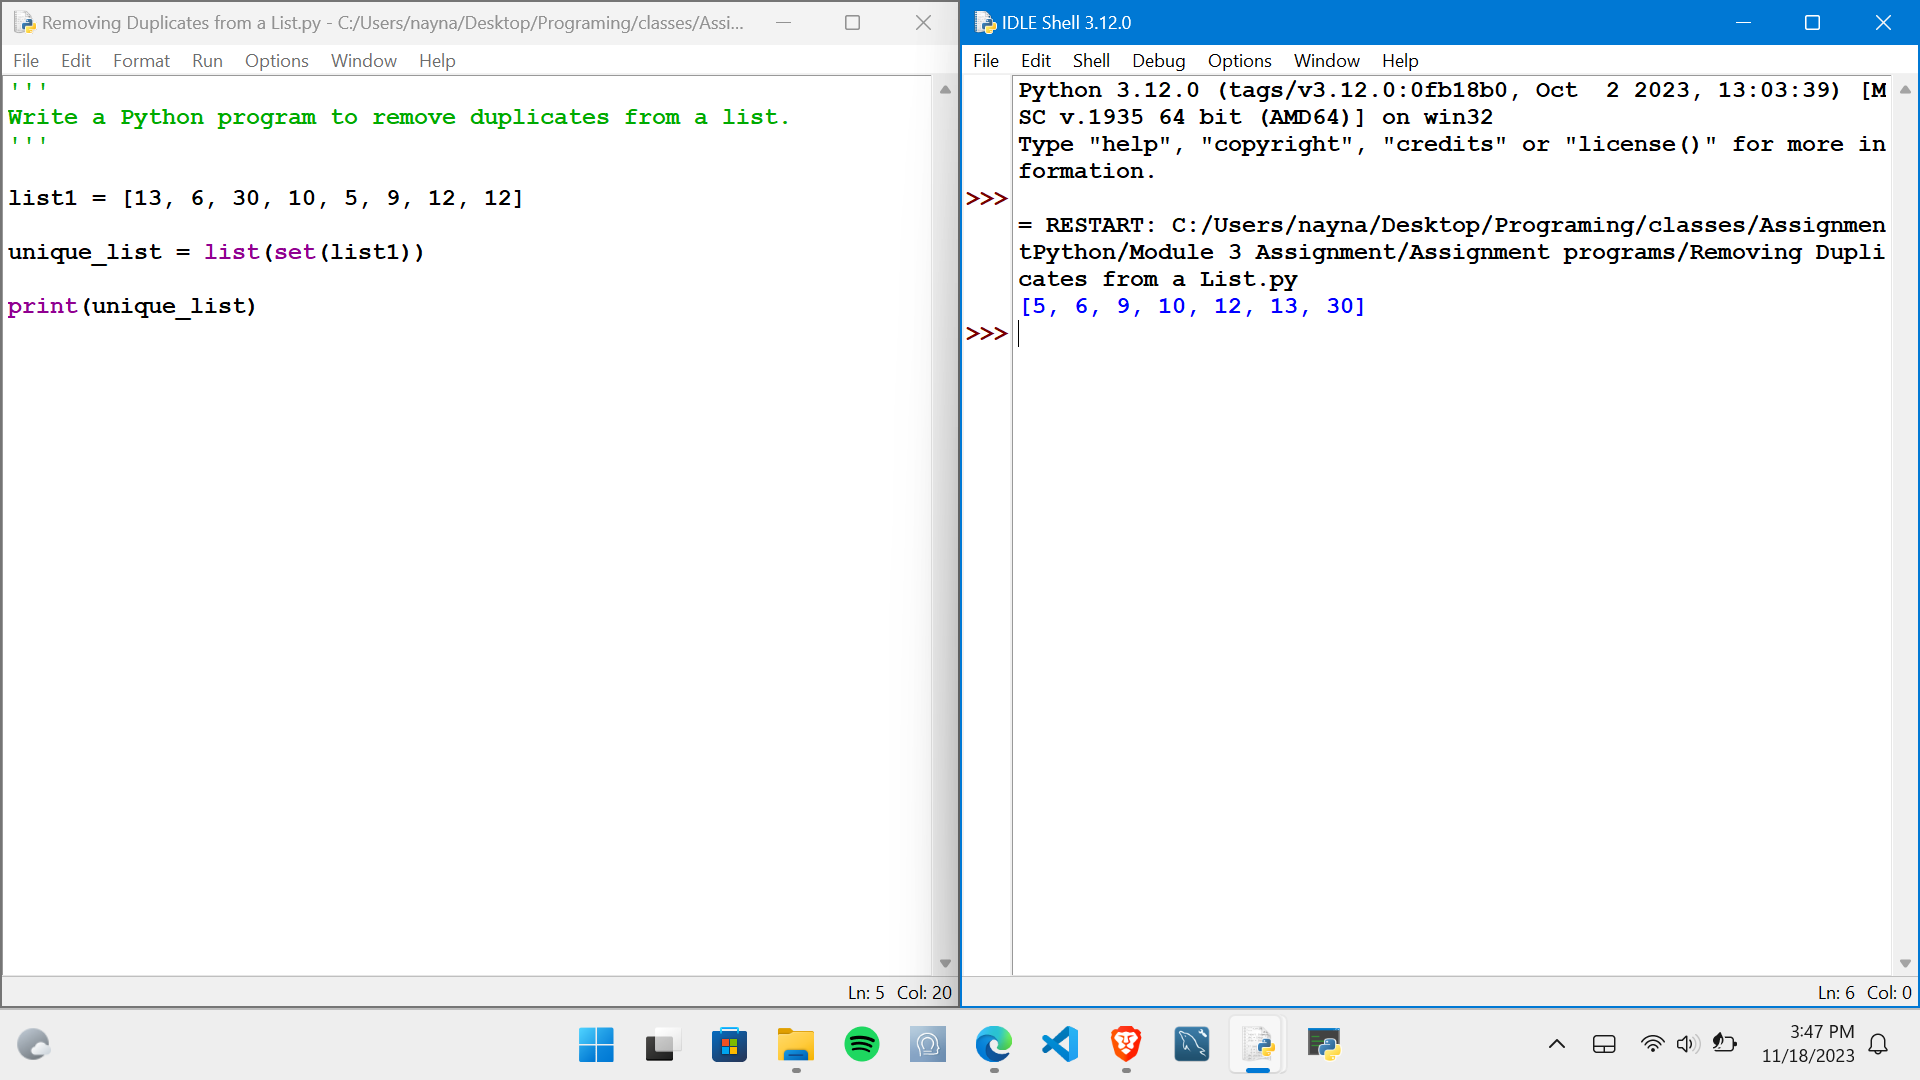 Removing Duplicates from a List.py - C:/Users/nayna/Desktop/Programing/classes/Assi...
File Edit Format Run Options Window Help
'''
Write a Python program to remove duplicates from a list.
'''
list1 = [13, 6, 30, 10, 5, 9, 12, 12]
unique_list = list(set(list1))
print(unique_list)
Ln: 5 Col: 20
IDLE Shell 3.12.0
File Edit Shell Debug Options Window Help
Python 3.12.0 (tags/v3.12.0:0fb18b0, Oct  2 2023, 13:03:39) [M
SC v.1935 64 bit (AMD64)] on win32
Type "help", "copyright", "credits" or "license()" for more in
formation.
>>>
= RESTART: C:/Users/nayna/Desktop/Programing/classes/Assignmen
tPython/Module 3 Assignment/Assignment programs/Removing Dupli
cates from a List.py
[5, 6, 9, 10, 12, 13, 30]
>>>
Ln: 6 Col: 0
3:47 PM
11/18/2023